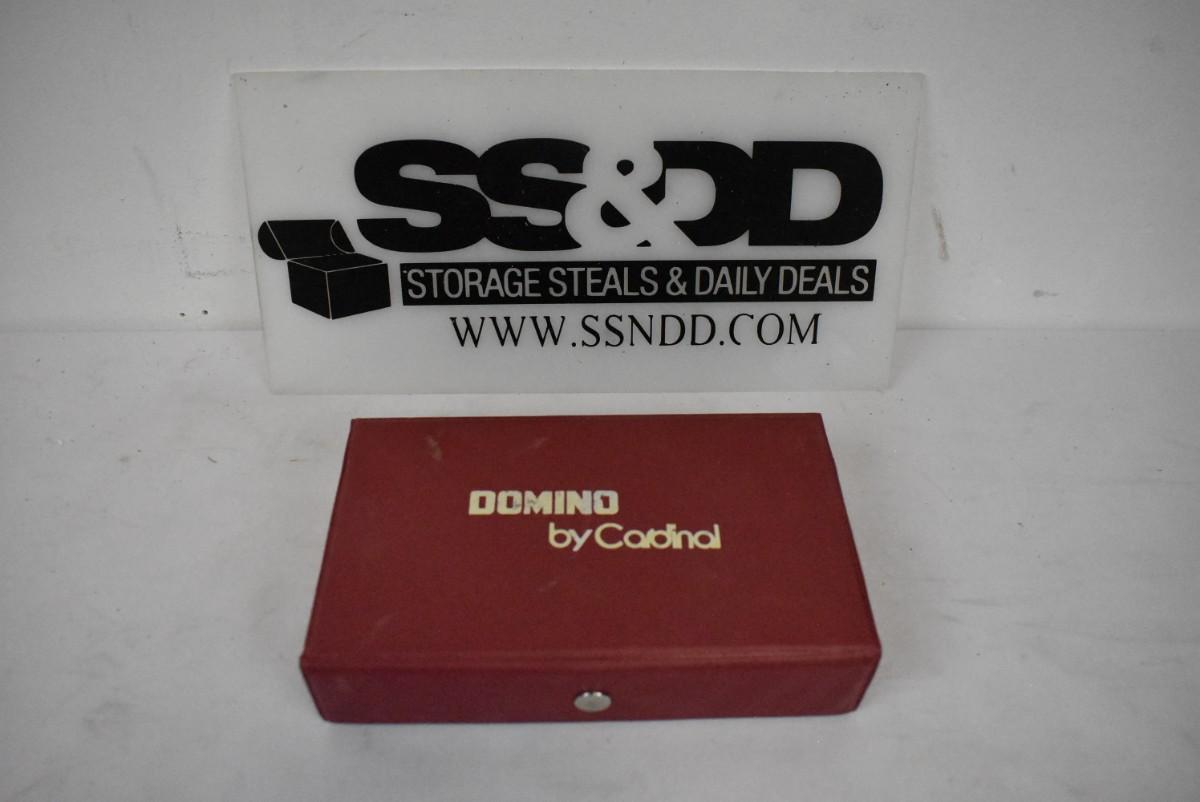 SS&DD
STORAGE STEALS & DAILY DEALS
WWW.SSNDD.COM
DOMINO
by Cardinal